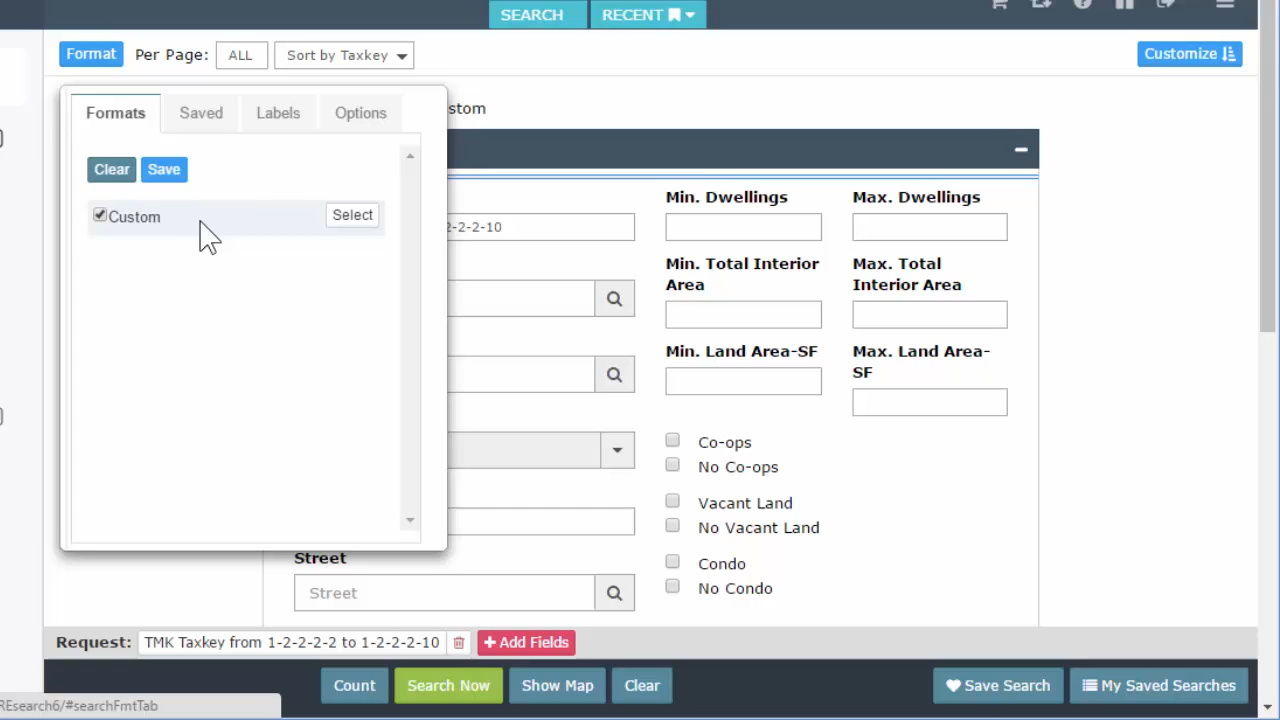 SEARCH
RECENT
Format
Per Page:
ALL
Sort by Taxkey
Customize
Formats
Saved
Labels
Options
stom
Clear
Save
Custom
Select
2-2-2-10
Min. Dwellings
Max. Dwellings
Min. Total Interior
Area
Max. Total
Interior Area
Min. Land Area-SF
Max. Land Area-
SF
Co-ops
No Co-ops
Vacant Land
No Vacant Land
Condo
No Condo
Street
Street
Request:
TMK Taxkey from 1-2-2-2-2 to 1-2-2-2-10
Add Fields
Count
Search Now
Show Map
Clear
Save Search
My Saved Searches
REsearch6/#searchFmtTab